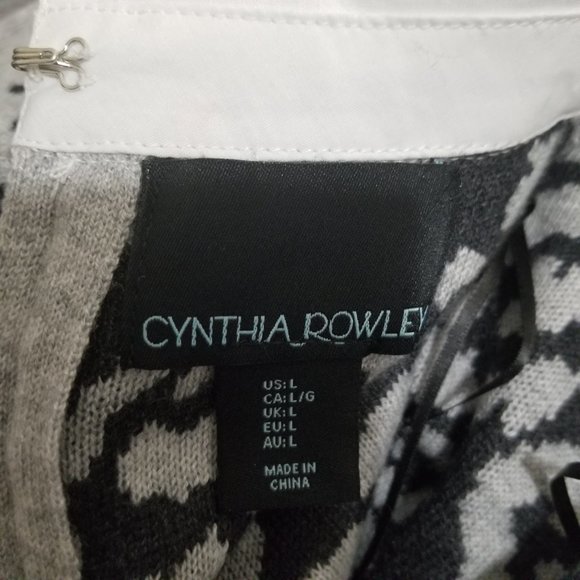 CYNTHIA ROWLEY
US: L
CA: L/G
UK: L
EU: L
AU: L
MADE IN
CHINA